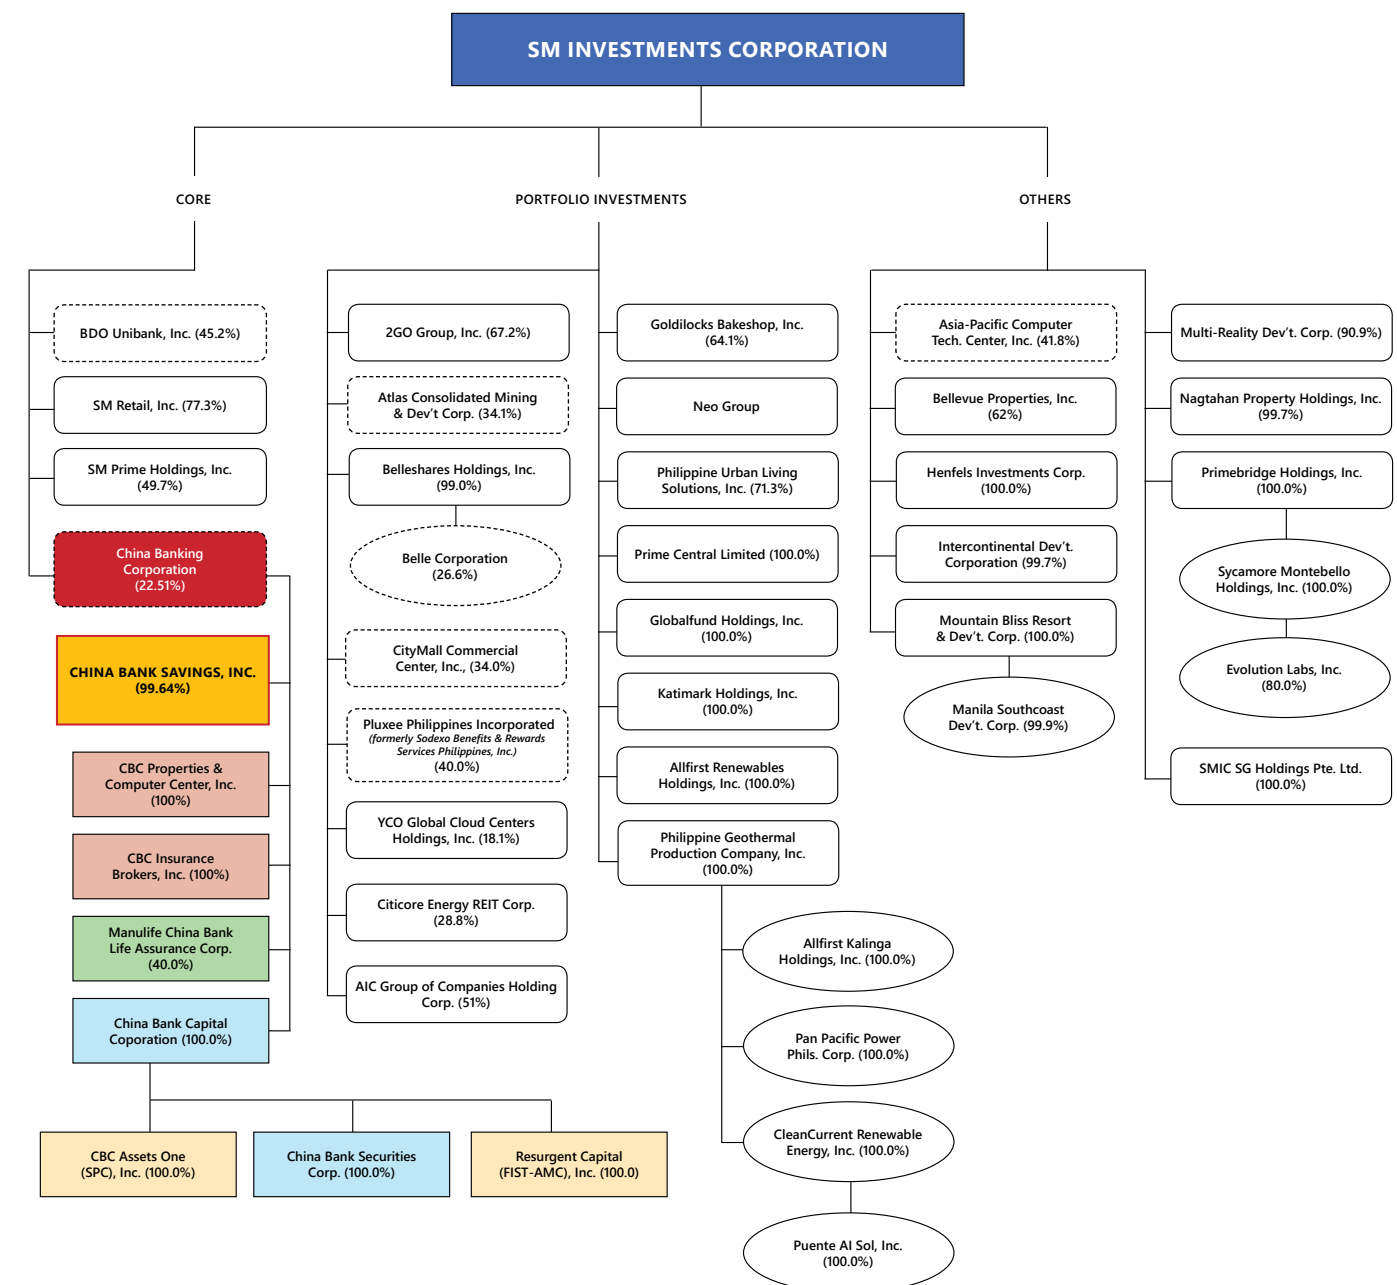 SM INVESTMENTS CORPORATION
CORE
PORTFOLIO INVESTMENTS
OTHERS
BDO Unibank, Inc. (45.2%)
SM Retail, Inc. (77.3%)
SM Prime Holdings, Inc.
(49.7%)
China Banking
Corporation
(22.51%)
CHINA BANK SAVINGS, INC.
(99.64%)
CBC Properties &
Computer Center, Inc.
(100%)
CBC Insurance
Brokers, Inc. (100%)
Manulife China Bank
Life Assurance Corp.
(40.0%)
China Bank Capital
Coporation (100.0%)
CBC Assets One
(SPC), Inc. (100.0%)
China Bank Securities
Corp. (100.0%)
Resurgent Capital
(FIST-AMC), Inc. (100.0)
2GO Group, Inc. (67.2%)
Atlas Consolidated Mining
& Dev't Corp. (34.1%)
Belleshares Holdings, Inc.
(99.0%)
Belle Corporation
(26.6%)
CityMall Commercial
Center, Inc., (34.0%)
Pluxee Philippines Incorporated
(formerly Sodexo Benefits & Rewards
Services Philippines, Inc.)
(40.0%)
YCO Global Cloud Centers
Holdings, Inc. (18.1%)
Citicore Energy REIT Corp.
(28.8%)
AIC Group of Companies Holding
Corp. (51%)
Goldilocks Bakeshop, Inc.
(64.1%)
Neo Group
Philippine Urban Living
Solutions, Inc. (71.3%)
Prime Central Limited (100.0%)
Globalfund Holdings, Inc.
(100.0%)
Katimark Holdings, Inc.
(100.0%)
Allfirst Renewables
Holdings, Inc. (100.0%)
Philippine Geothermal
Production Company, Inc.
(100.0%)
Allfirst Kalinga
Holdings, Inc. (100.0%)
Pan Pacific Power
Phils. Corp. (100.0%)
CleanCurrent Renewable
Energy, Inc. (100.0%)
Puente Al Sol, Inc.
(100.0%)
Asia-Pacific Computer
Tech. Center, Inc. (41.8%)
Bellevue Properties, Inc.
(62%)
Henfels Investments Corp.
(100.0%)
Intercontinental Dev't.
Corporation (99.7%)
Mountain Bliss Resort
& Dev't. Corp. (100.0%)
Manila Southcoast
Dev't. Corp. (99.9%)
Multi-Reality Dev't. Corp. (90.9%)
Nagtahan Property Holdings, Inc.
(99.7%)
Primebridge Holdings, Inc.
(100.0%)
Sycamore Montebello
Holdings, Inc. (100.0%)
Evolution Labs, Inc.
(80.0%)
SMIC SG Holdings Pte. Ltd.
(100.0%)